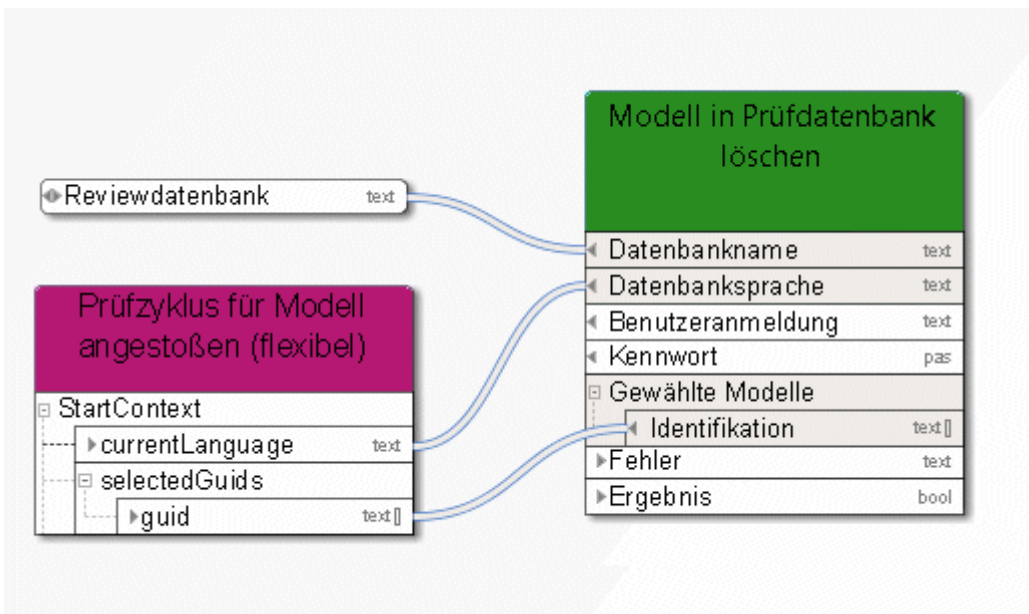 Reviewdatenbank text
Prüfzyklus für Modell
angestoßen (flexibel)
StartContext
currentLanguage text
selectedGuids
guid text[]
Modell in Prüfdatenbank
löschen
Datenbankname text
Datenbanksprache text
Benutzeranmeldung text
Kennwort pas
Gewählte Modelle
Identifikation text[]
Fehler text
Ergebnis bool